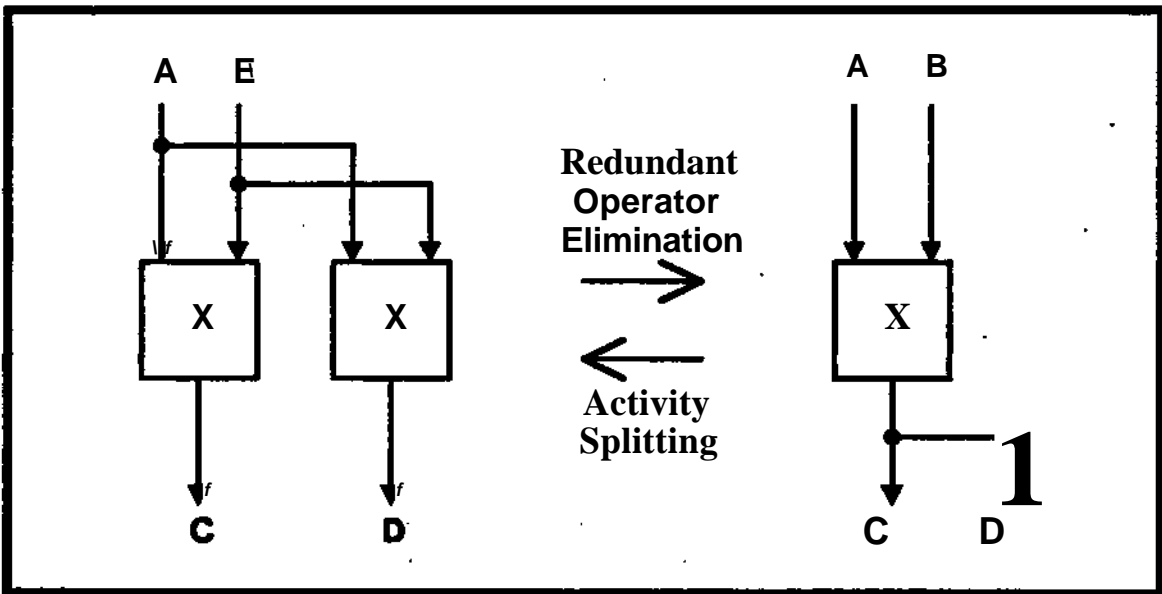 A E
A B
Redundant
Operator
Elimination
X X
X
Activity
Splitting
1
C D
C D